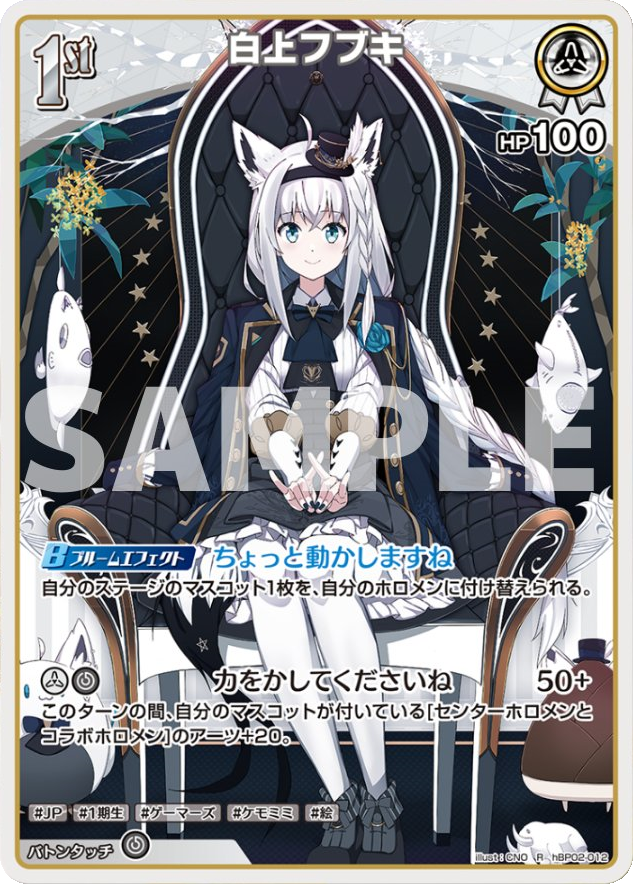 1st
白上フブキ
HP100
SAMPLE
Bブルームエフェクト ちょっと動かしますね
自分のステージのマスコット1枚を、自分のホロメンに付け替えられる。
力をかしてくださいね 50+
このターンの間、自分のマスコットが付いている[センターホロメンと
コラボホロメン]のアーツ+20。
#JP #1期生 #ゲーマーズ #ケモミミ #絵
バトンタッチ
illust:CNO R hBP02-012